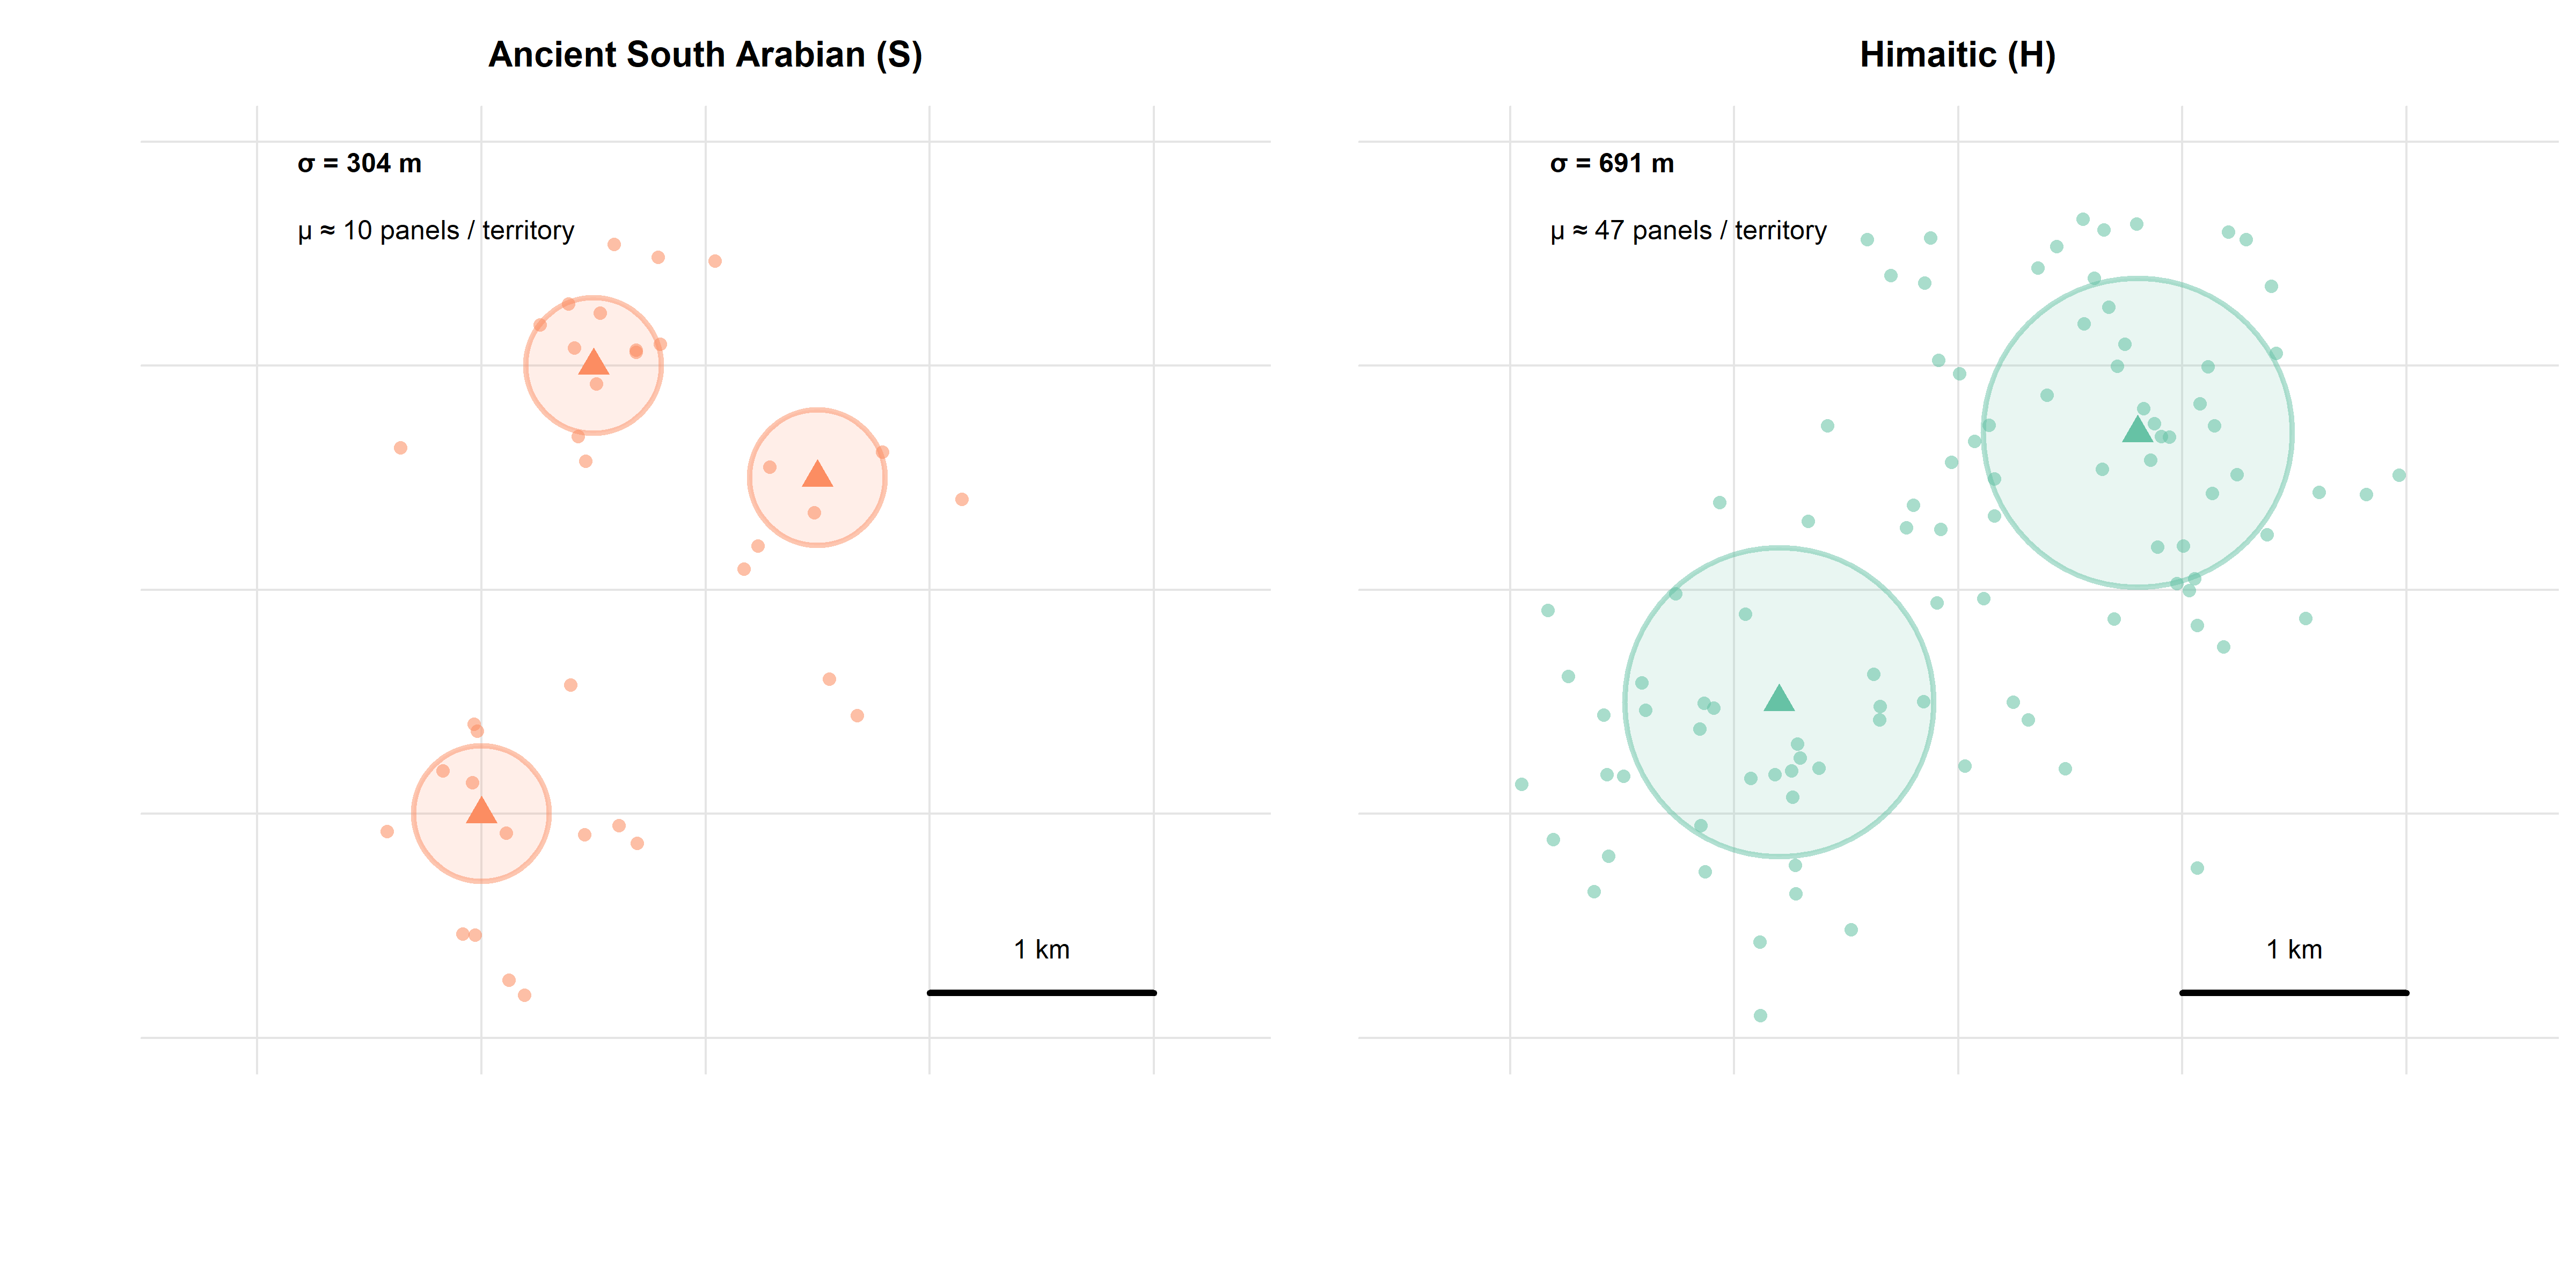 Ancient South Arabian (S)
σ = 304 m
μ ≈ 10 panels / territory
1 km
Himaitic (H)
σ = 691 m
μ ≈ 47 panels / territory
1 km